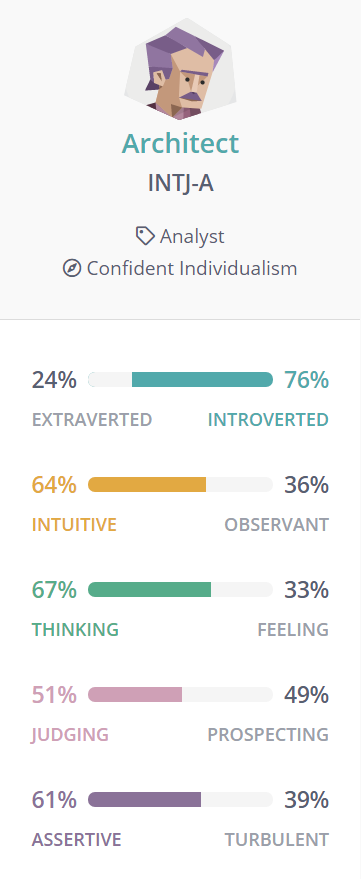 Architect
INTJ-A
Analyst
Confident Individualism
24% 76%
EXTRAVERTED INTROVERTED
64% 36%
INTUITIVE OBSERVANT
67% 33%
THINKING FEELING
51% 49%
JUDGING PROSPECTING
61% 39%
ASSERTIVE TURBULENT